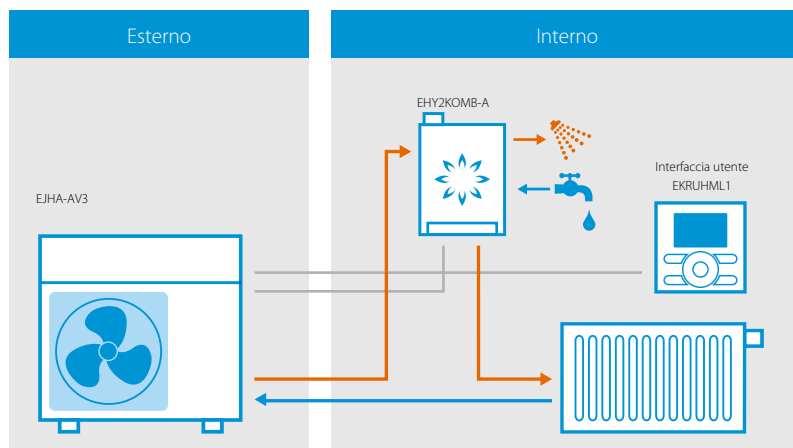 Esterno
Interno
EHY2KOMB-A
Interfaccia utente
EKRUHML1
EJHA-AV3